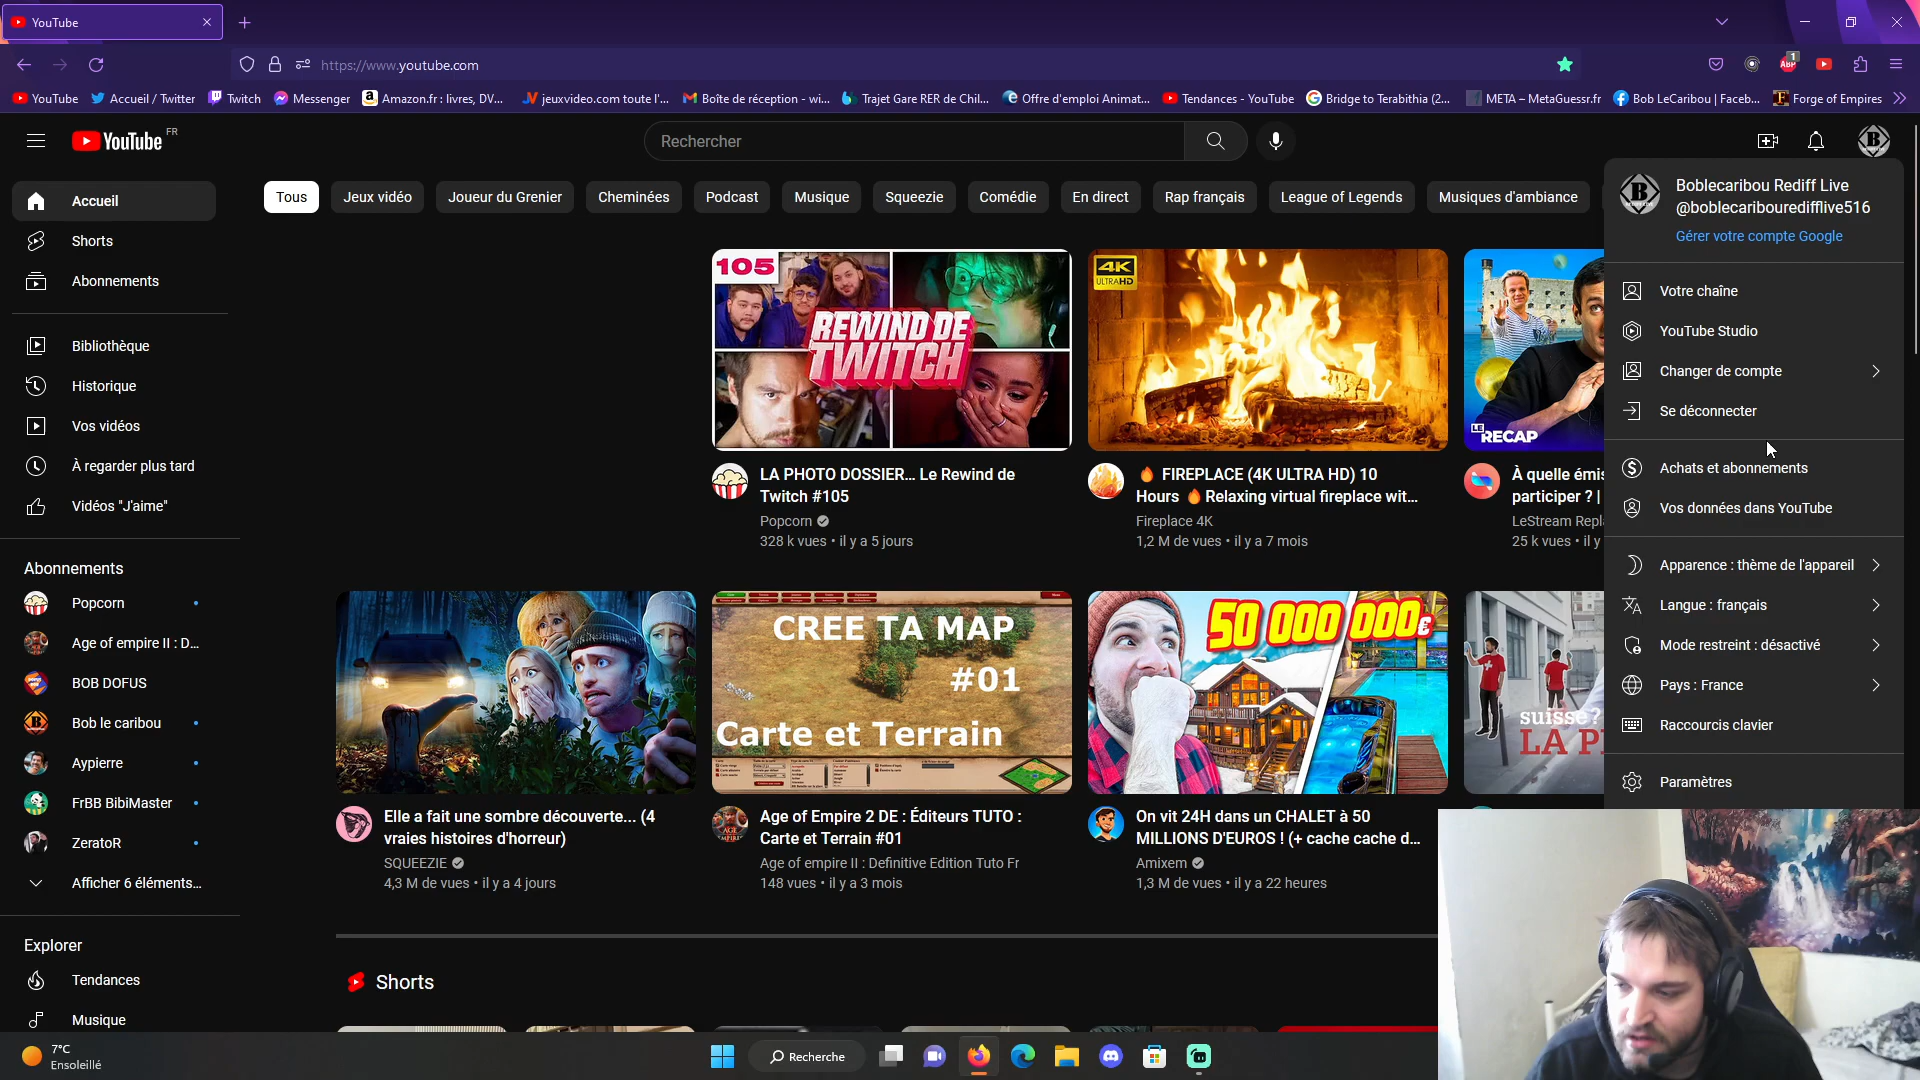 YouTube
https://www.youtube.com
1
ABP
YouTube
Accueil / Twitter
Twitch
Messenger
Amazon.fr : livres, DV...
jeuxvideo.com toute l'...
Boîte de réception - wi...
Trajet Gare RER de Chil...
Offre d'emploi Animat...
Tendances - YouTube
Bridge to Terabithia (2...
META – MetaGuessr.fr
Bob LeCaribou | Faceb...
Forge of Empires
YouTube FR
Rechercher
Accueil
Shorts
Abonnements
Bibliothèque
Historique
Vos vidéos
À regarder plus tard
Vidéos "J'aime"
Abonnements
Popcorn
Age of empire II : D...
BOB DOFUS
Bob le caribou
Aypierre
FrBB BibiMaster
ZeratoR
Afficher 6 éléments...
Explorer
Tendances
Musique
Tous
Jeux vidéo
Joueur du Grenier
Cheminées
Podcast
Musique
Squeezie
Comédie
En direct
Rap français
League of Legends
Musiques d'ambiance
105
REWIND DE
TWITCH
LA PHOTO DOSSIER... Le Rewind de
Twitch #105
Popcorn
328 k vues • il y a 5 jours
4K
ULTRA HD
🔥 FIREPLACE (4K ULTRA HD) 10
Hours 🔥Relaxing virtual fireplace wit...
Fireplace 4K
1,2 M de vues • il y a 7 mois
LE
RECAP
À quelle émis
participer ? |
LeStream Repl
25 k vues • il y
Elle a fait une sombre découverte... (4
vraies histoires d'horreur)
SQUEEZIE
4,3 M de vues • il y a 4 jours
CREE TA MAP
#01
Carte et Terrain
Age of Empire 2 DE : Éditeurs TUTO :
Carte et Terrain #01
Age of empire II : Definitive Edition Tuto Fr
148 vues • il y a 3 mois
50 000 000€
On vit 24H dans un CHALET à 50
MILLIONS D'EUROS ! (+ cache cache d...
Amixem
1,3 M de vues • il y a 22 heures
suisse?
LA P
Shorts
Boblecaribou Rediff Live
@boblecaribouredifflive516
Gérer votre compte Google
Votre chaîne
YouTube Studio
Changer de compte
Se déconnecter
Achats et abonnements
Vos données dans YouTube
Apparence : thème de l'appareil
Langue : français
Mode restreint : désactivé
Pays : France
Raccourcis clavier
Paramètres
7°C
Ensoleillé
Recherche